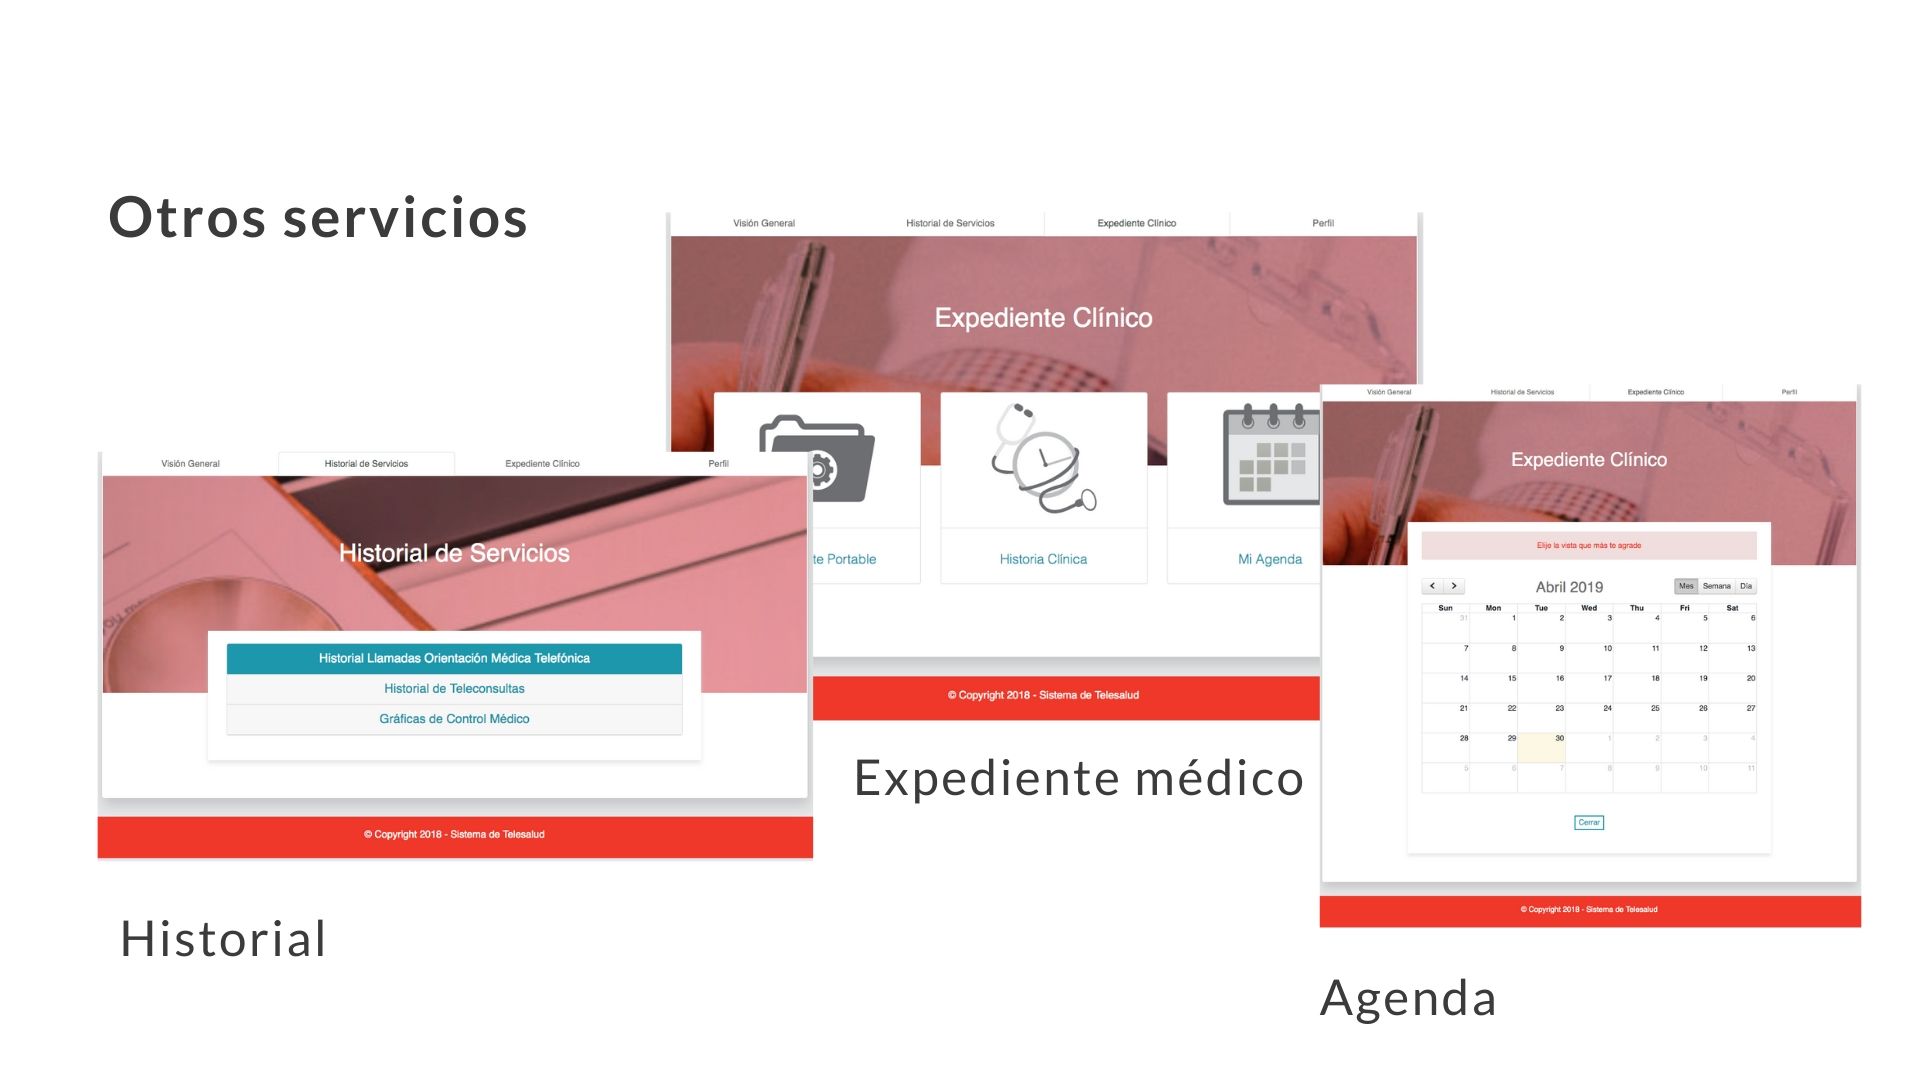 Otros servicios
Visión General Historial de Servicios Expediente Clínico Perfil
Expediente Clínico
te Portable Historia Clínica Mi Agenda
© Copyright 2018 - Sistema de Telesalud
Expediente médico
Visión General Historial de Servicios Expediente Clínico Perfil
Historial de Servicios
Historial Llamadas Orientación Médica Telefónica
Historial de Teleconsultas
Gráficas de Control Médico
© Copyright 2018 - Sistema de Telesalud
Historial
Visión General Historial de Servicios Expediente Clínico Perfil
Expediente Clínico
Elije la vista que más te agrade
< > Abril 2019 Mes Semana Día
Sun Mon Tue Wed Thu Fri Sat
31 1 2 3 4 5 6
7 8 9 10 11 12 13
14 15 16 17 18 19 20
21 22 23 24 25 26 27
28 29 30 1 2 3 4
5 6 7 8 9 10 11
Cerrar
© Copyright 2018 - Sistema de Telesalud
Agenda